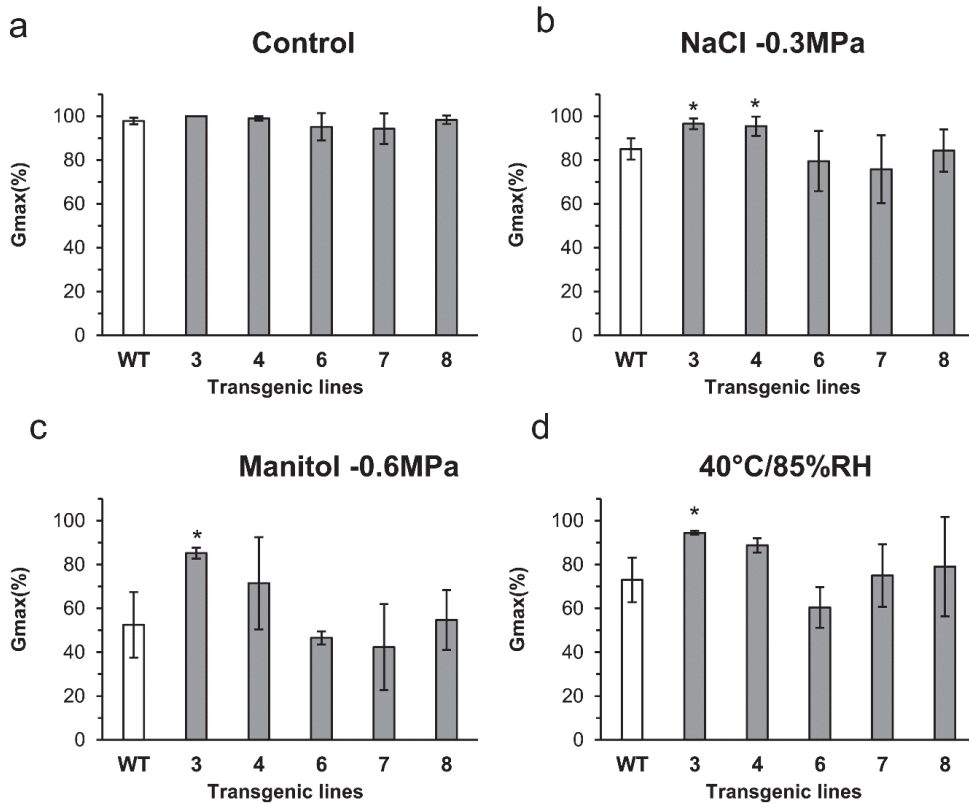 a
Control
Gmax(%)
100
80
60
40
20
0
WT 3 4 6 7 8
Transgenic lines
b
NaCl -0.3MPa
Gmax(%)
100
80
60
40
20
0
* *
WT 3 4 6 7 8
Transgenic lines
c
Manitol -0.6MPa
Gmax(%)
100
80
60
40
20
0
*
WT 3 4 6 7 8
Transgenic lines
d
40°C/85%RH
Gmax(%)
100
80
60
40
20
0
*
WT 3 4 6 7 8
Transgenic lines